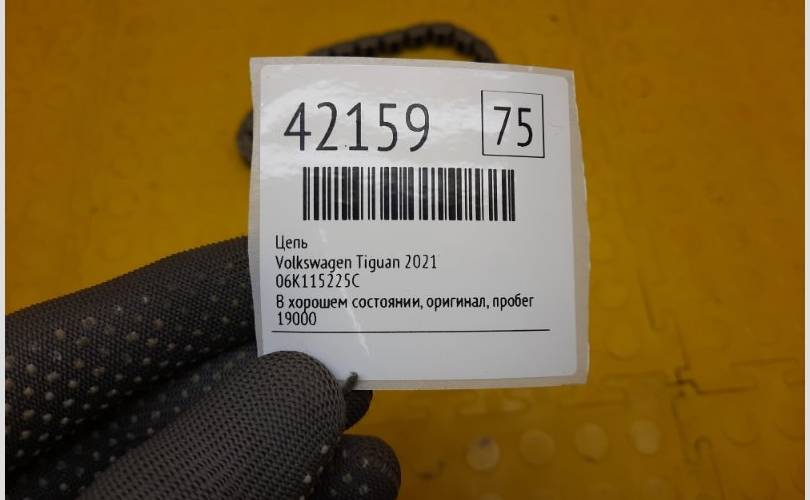 42159 75
Цепь
Volkswagen Tiguan 2021
06K115225C
В хорошем состоянии, оригинал, пробег
19000